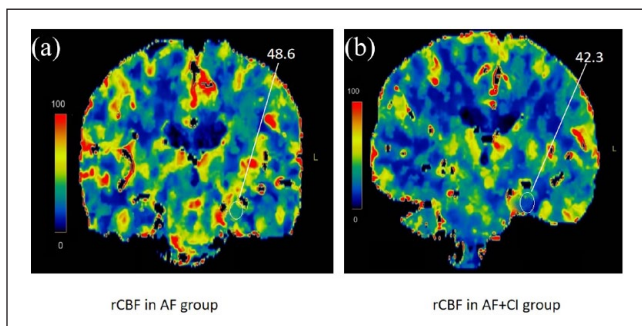 (a)
48.6
100
L
0
(b)
42.3
100
L
0
rCBF in AF group
rCBF in AF+CI group